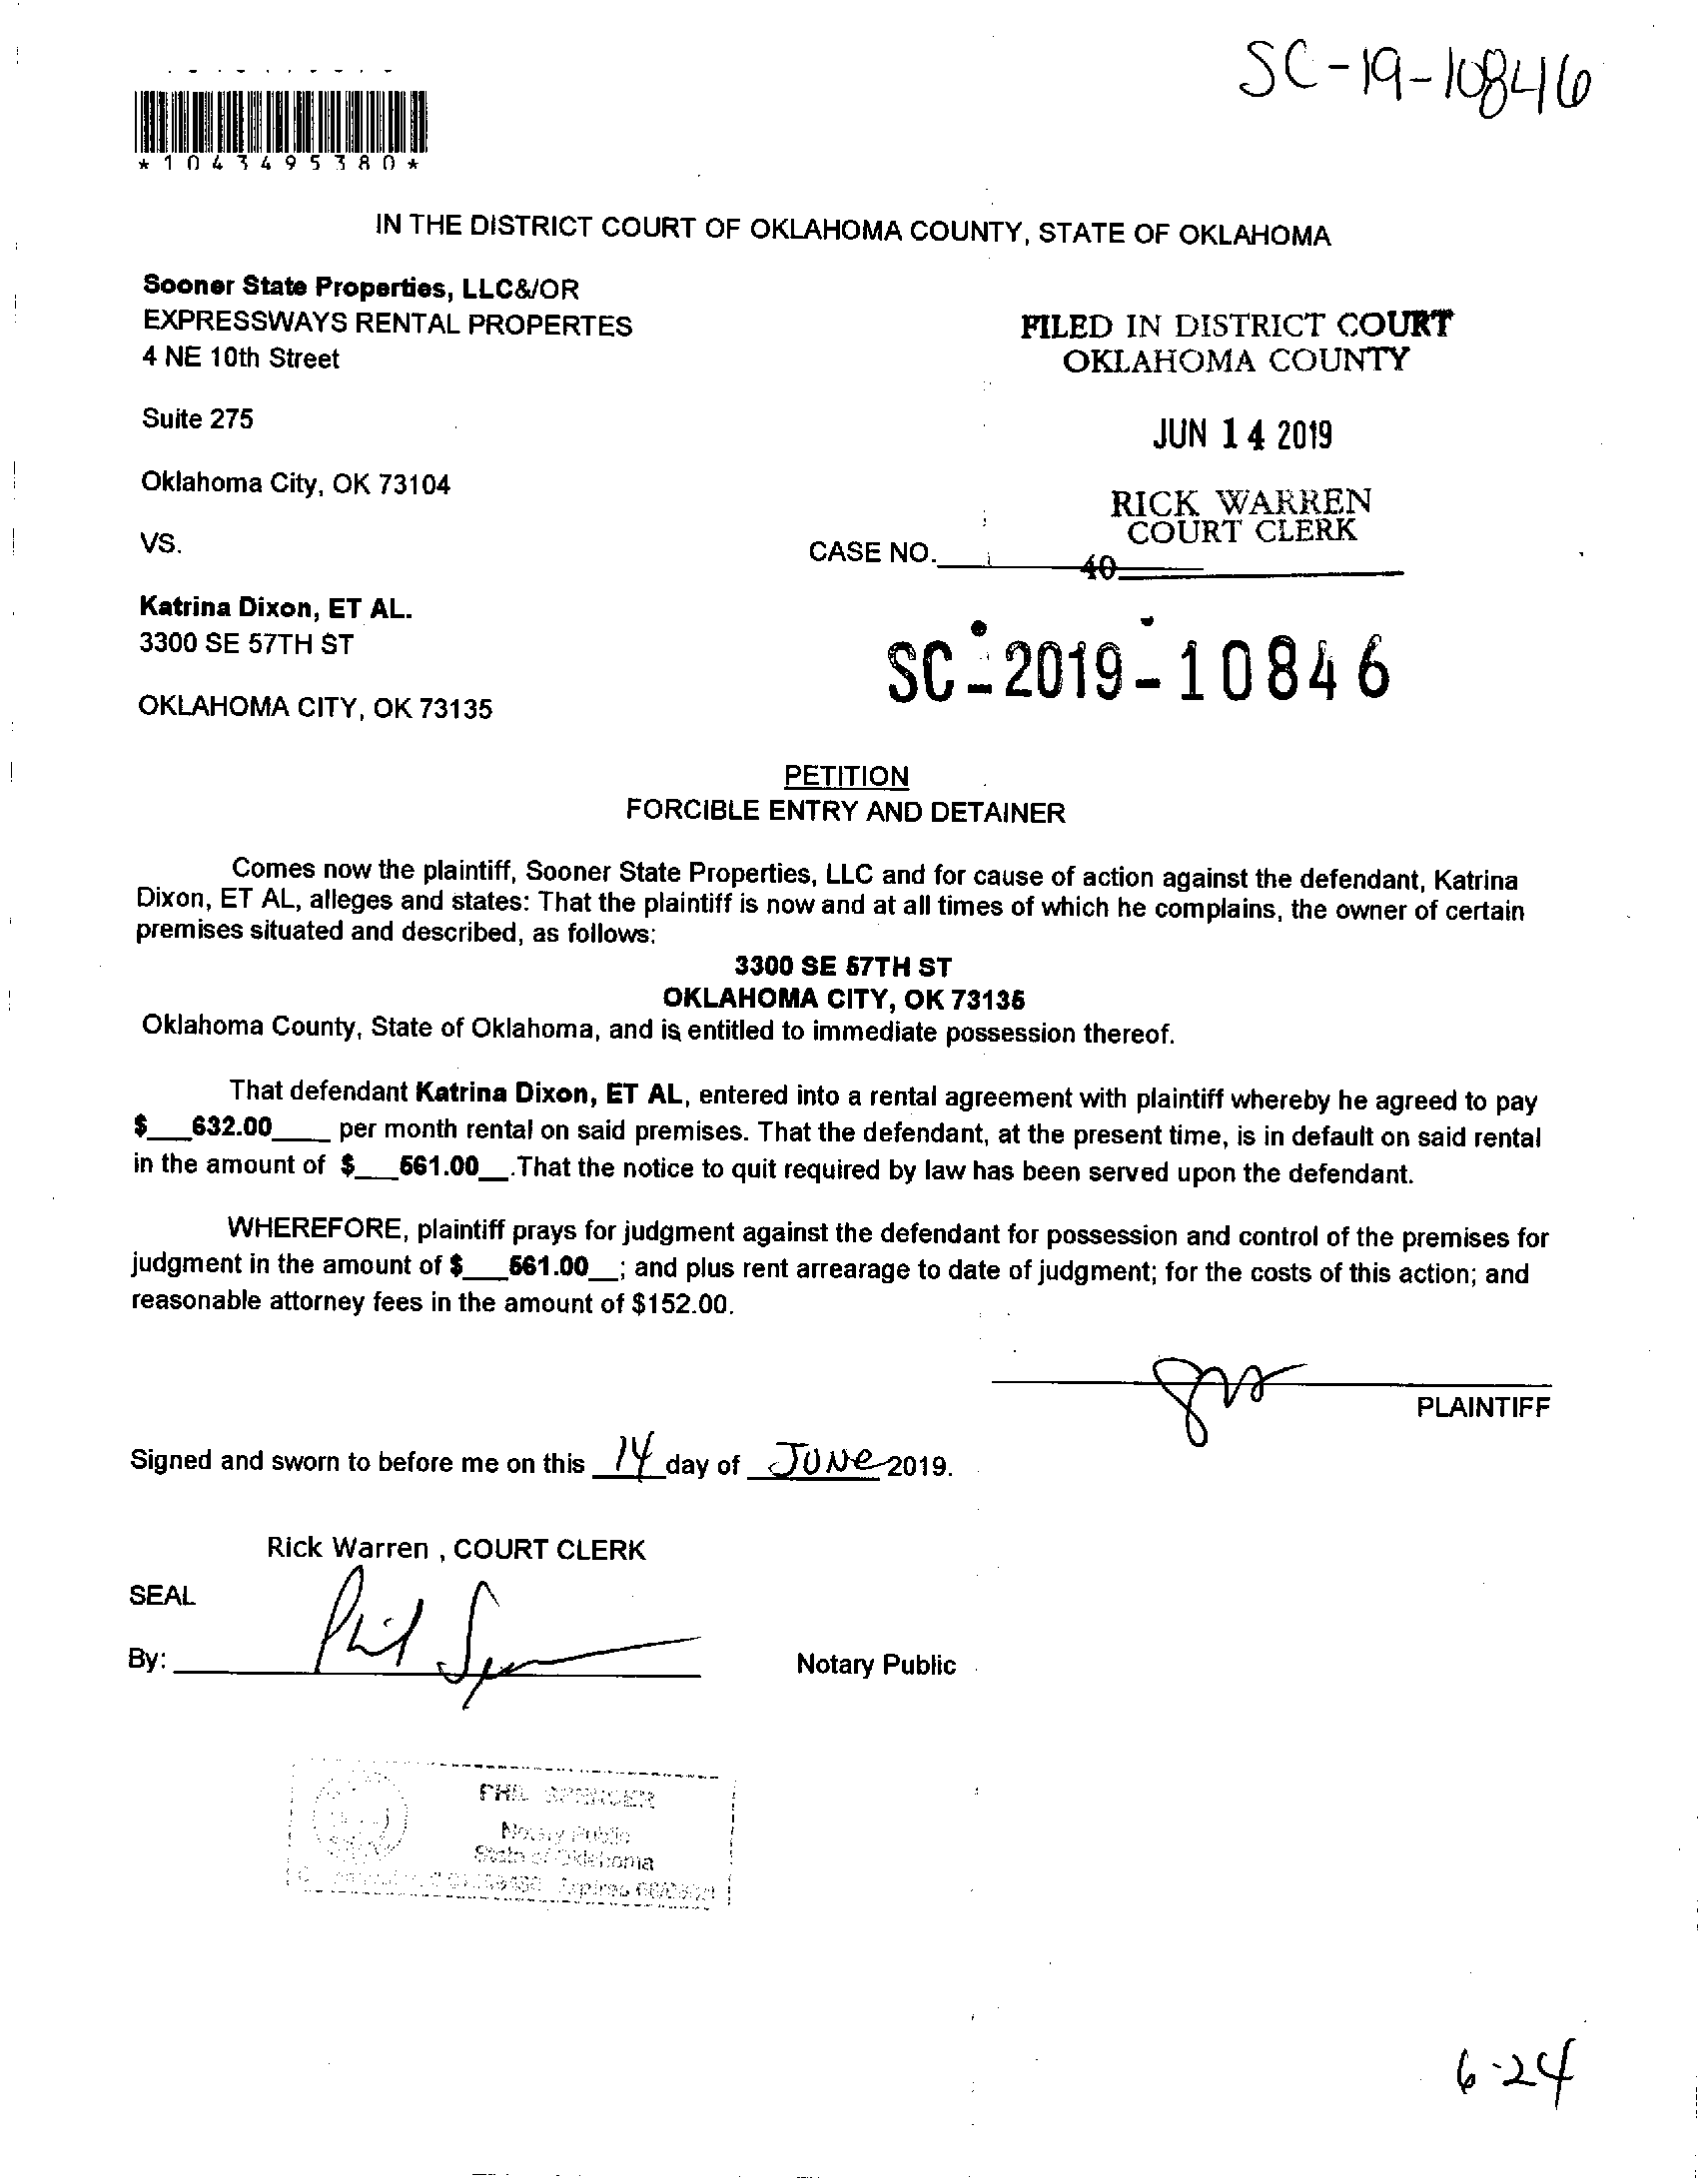 SC-19-10846
*1043495380*
IN THE DISTRICT COURT OF OKLAHOMA COUNTY, STATE OF OKLAHOMA
Sooner State Properties, LLC&/OR
EXPRESSWAYS RENTAL PROPERTES
4 NE 10th Street
FILED IN DISTRICT COURT
OKLAHOMA COUNTY
Suite 275
JUN 14 2019
Oklahoma City, OK 73104
RICK WARREN
COURT CLERK
VS.
CASE NO.
40
Katrina Dixon, ET AL.
3300 SE 57TH ST
SC-2019-10846
OKLAHOMA CITY, OK 73135
PETITION
FORCIBLE ENTRY AND DETAINER
Comes now the plaintiff, Sooner State Properties, LLC and for cause of action against the defendant, Katrina
Dixon, ET AL, alleges and states: That the plaintiff is now and at all times of which he complains, the owner of certain
premises situated and described, as follows:
3300 SE 57TH ST
OKLAHOMA CITY, OK 73135
Oklahoma County, State of Oklahoma, and is entitled to immediate possession thereof.
That defendant Katrina Dixon, ET AL, entered into a rental agreement with plaintiff whereby he agreed to pay
$___632.00____ per month rental on said premises. That the defendant, at the present time, is in default on said rental
in the amount of $___561.00__.That the notice to quit required by law has been served upon the defendant.
WHEREFORE, plaintiff prays for judgment against the defendant for possession and control of the premises for
judgment in the amount of $___561.00__; and plus rent arrearage to date of judgment; for the costs of this action; and
reasonable attorney fees in the amount of $152.00.
PLAINTIFF
Signed and sworn to before me on this 14 day of JUNe 2019.
Rick Warren , COURT CLERK
SEAL
By: Phil
Notary Public
PHIL SPENCER
Notary Public
State of Oklahoma
Expires
6-24